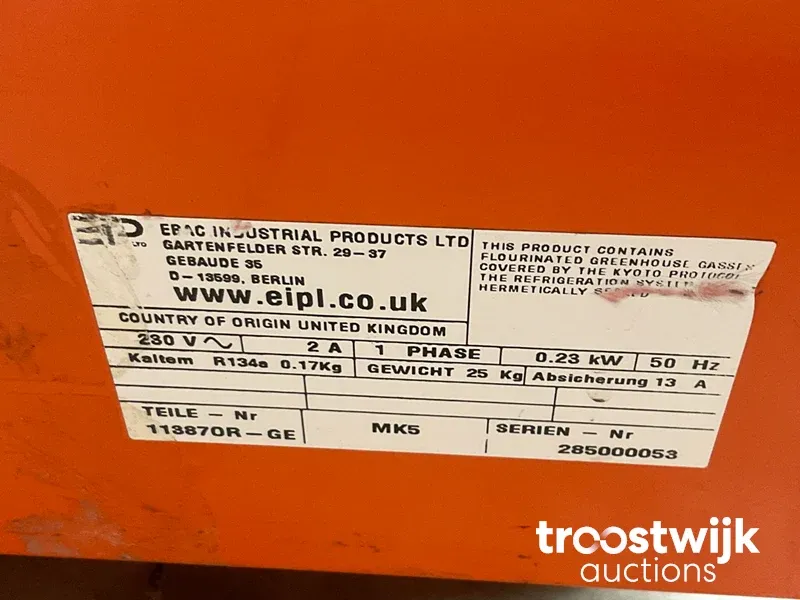 LTD
EBAC INDUSTRIAL PRODUCTS LTD
GARTENFELDER STR. 29-37
GEBAUDE 35
D-13599, BERLIN
www.eipl.co.uk
COUNTRY OF ORIGIN UNITED KINGDOM
THIS PRODUCT CONTAINS
FLOURINATED GREENHOUSE GASSES
COVERED BY THE KYOTO PROTOCOL
THE REFRIGERATION SYSTEM
HERMETICALLY
230 V ~ 2 A 1 PHASE 0.23 kW 50 Hz
Kaltem R134a 0.17Kg GEWICHT 25 Kg Absicherung 13 A
TEILE - Nr
113870R-GE
MK5
SERIEN - Nr
285000053
troostwijk
auctions